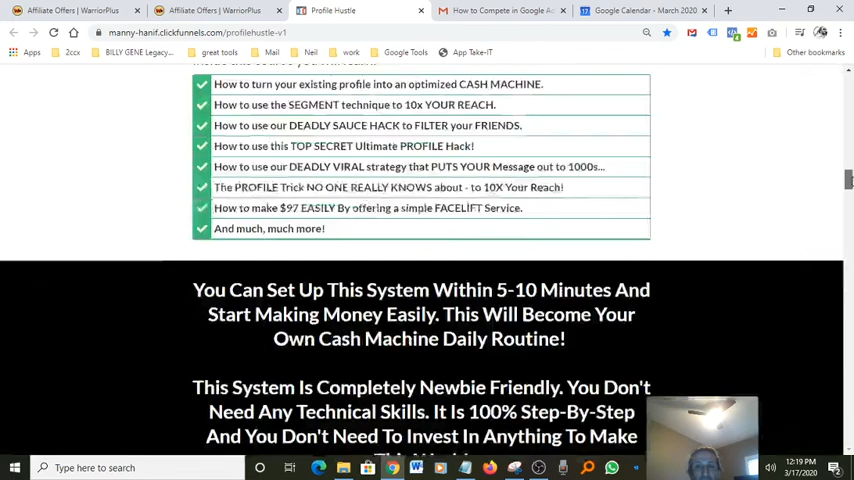 Affiliate Offers | WarriorPlus
Affiliate Offers | WarriorPlus
Profile Hustle
How to Compete in Google Ad
Google Calendar - March 2020
manny-hanif.clickfunnels.com/profilehustle-v1
Apps
2ccx
BILLY GENE Legacy...
great tools
Mail
Neil
work
Google Tools
App Take-IT
Other bookmarks
How to turn your existing profile into an optimized CASH MACHINE.
How to use the SEGMENT technique to 10x YOUR REACH.
How to use our DEADLY SAUCE HACK to FILTER your FRIENDS.
How to use this TOP SECRET Ultimate PROFILE Hack!
How to use our DEADLY VIRAL strategy that PUTS YOUR Message out to 1000s...
The PROFILE Trick NO ONE REALLY KNOWS about - to 10X Your Reach!
How to make $97 EASILY By offering a simple FACELIFT Service.
And much, much more!
You Can Set Up This System Within 5-10 Minutes And
Start Making Money Easily. This Will Become Your
Own Cash Machine Daily Routine!
This System Is Completely Newbie Friendly. You Don't
Need Any Technical Skills. It Is 100% Step-By-Step
And You Don't Need To Invest In Anything To Make
Type here to search
12:19 PM
3/17/2020